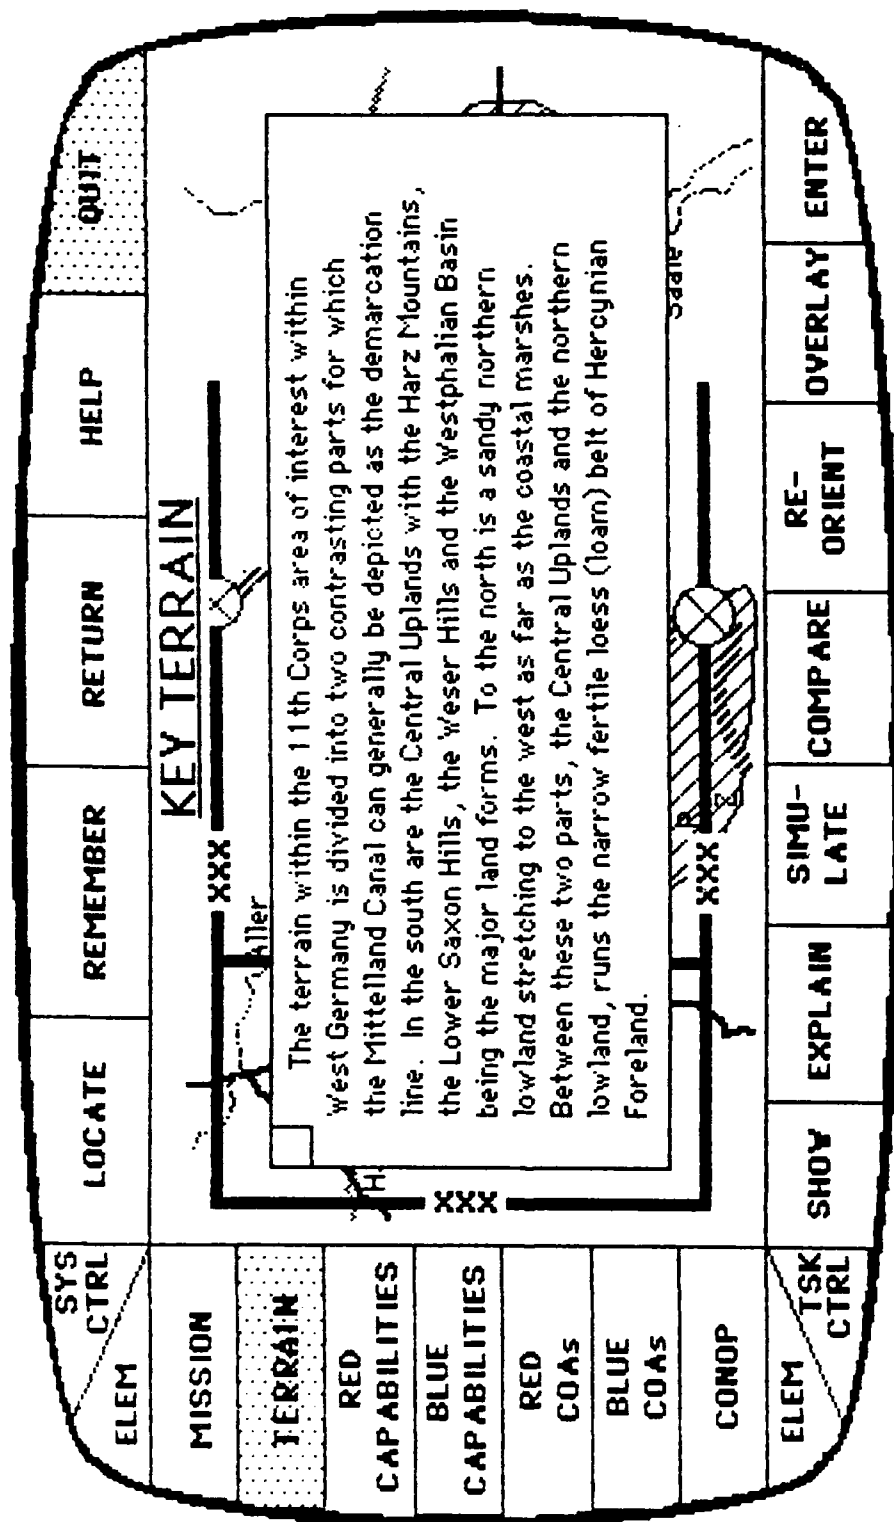 SYS
CTRL
LOCATE
REMEMBER
RETURN
HELP
QUIT
ELEM
MISSION
TERRAIN
RED
CAPABILITIES
BLUE
CAPABILITIES
RED
COAs
BLUE
COAs
CONOP
ELEM
TSK
CTRL
KEY TERRAIN
XXX
Aller
H
The terrain within the 11th Corps area of interest within
West Germany is divided into two contrasting parts for which
the Mittelland Canal can generally be depicted as the demarcation
line. In the south are the Central Uplands with the Harz Mountains,
the Lower Saxon Hills, the Weser Hills and the Westphalian Basin
being the major land forms. To the north is a sandy northern
lowland stretching to the west as far as the coastal marshes.
Between these two parts, the Central Uplands and the northern
lowland, runs the narrow fertile loess (loam) belt of Hercynian
Foreland.
XXX
Saale
XXX
SHOW
EXPLAIN
SIMU-
LATE
COMPARE
RE-
ORIENT
OVERLAY
ENTER